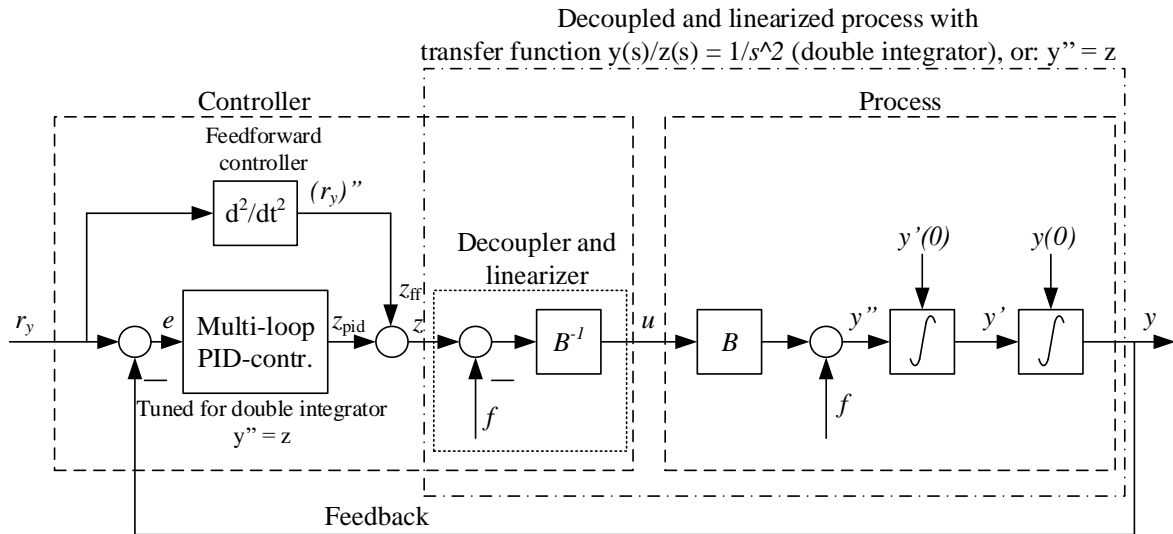 Decoupled and linearized process with
transfer function y(s)/z(s) = 1/s^2 (double integrator), or: y'' = z
Controller
Process
Feedforward
controller
(r_y)”
d²/dt²
Decoupler and
linearizer
y’(0)
y(0)
z_ff
r_y
e
Multi-loop
PID-contr.
z_pid
z
B⁻¹
u
B
y”
∫
y’
∫
y
—
—
f
f
Tuned for double integrator
y” = z
Feedback